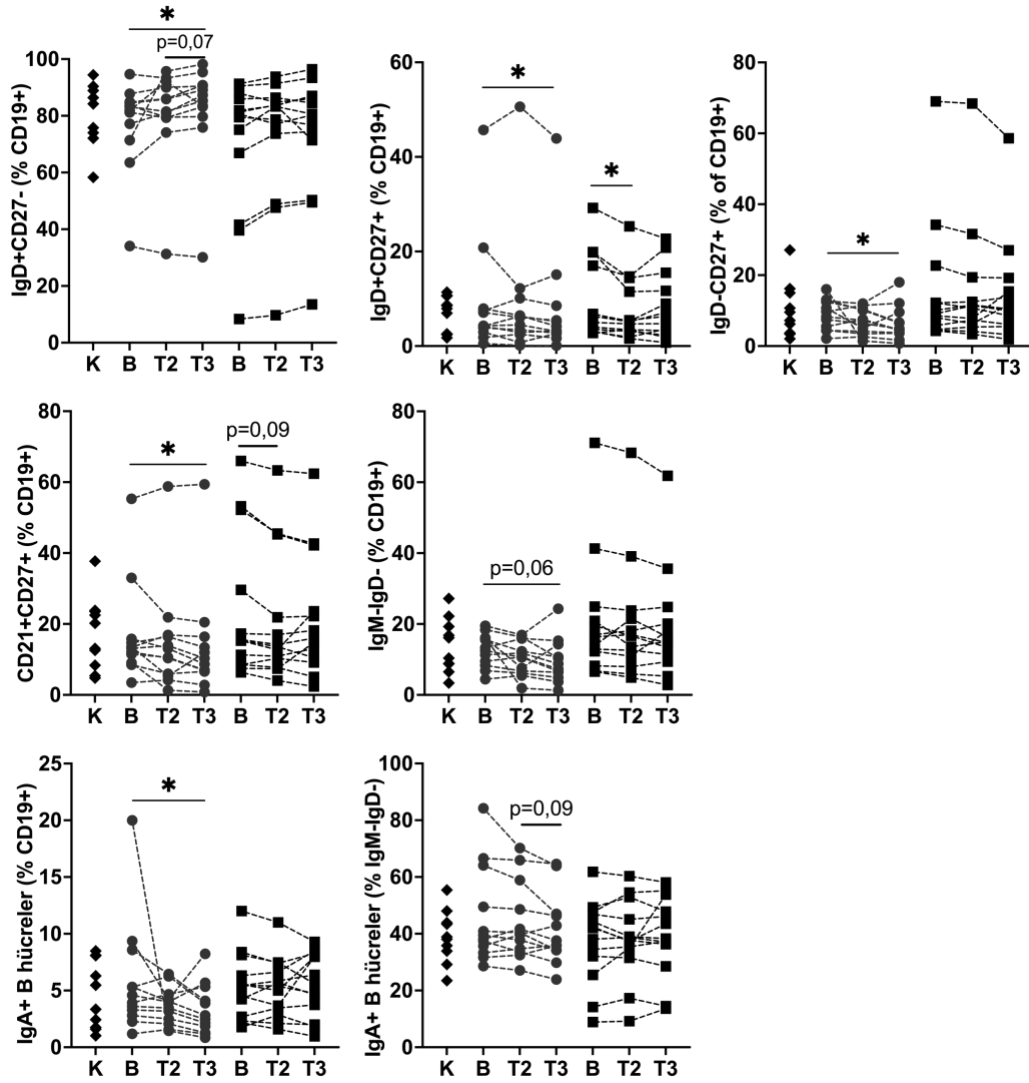 IgD+CD27- (% CD19+)
100
80
60
40
20
0
*
p=0,07
K B T2 T3 B T2 T3
IgD+CD27+ (% CD19+)
60
40
20
0
*
*
K B T2 T3 B T2 T3
IgD-CD27+ (% of CD19+)
80
60
40
20
0
*
K B T2 T3 B T2 T3
CD21+CD27+ (% CD19+)
80
60
40
20
0
*
p=0,09
K B T2 T3 B T2 T3
IgM-IgD- (% CD19+)
80
60
40
20
0
p=0,06
K B T2 T3 B T2 T3
IgA+ B hücreler (% CD19+)
25
20
15
10
5
0
*
K B T2 T3 B T2 T3
IgA+ B hücreler (% IgM-IgD-)
100
80
60
40
20
0
p=0,09
K B T2 T3 B T2 T3